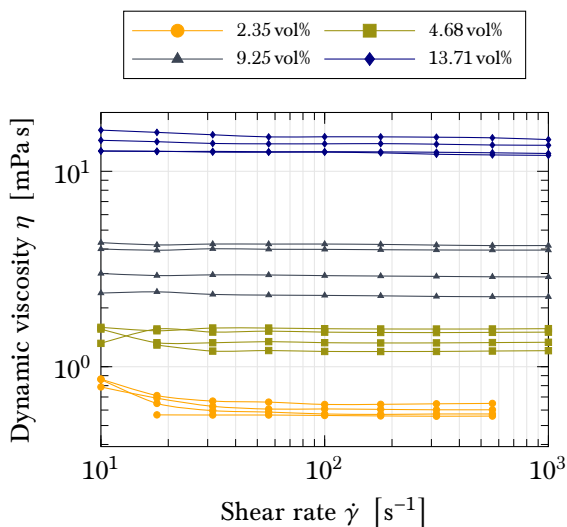 2.35 vol% 4.68 vol%
9.25 vol% 13.71 vol%
10¹
10⁰
Dynamic viscosity η [mPa s]
10¹ 10² 10³
Shear rate γ̇ [s⁻¹]